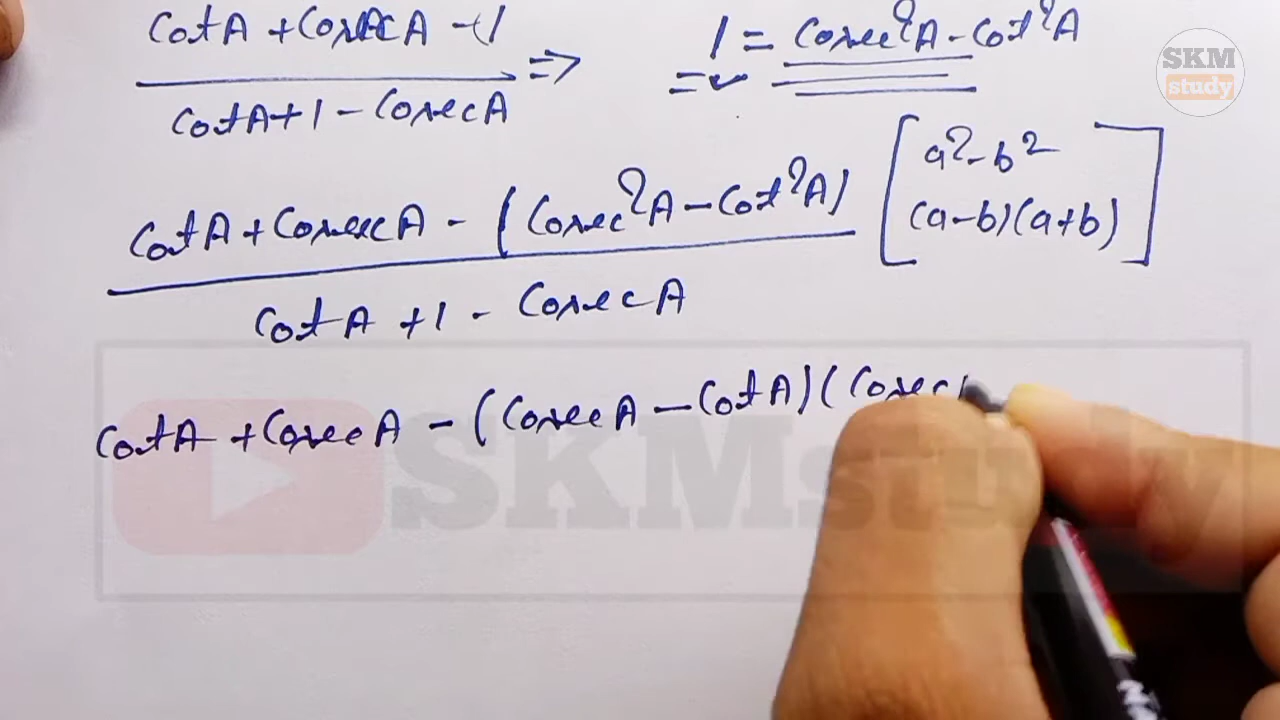 CotA + CosecA - 1
CotA + 1 - CosecA
=>
1 = Cosec²A - Cot²A
=
CotA + CosecA - (Cosec²A - Cot²A)
CotA + 1 - CosecA
a² - b²
(a-b)(a+b)
CotA + CosecA - (CosecA - CotA)(Cosec
SKM
study
SKMstudy